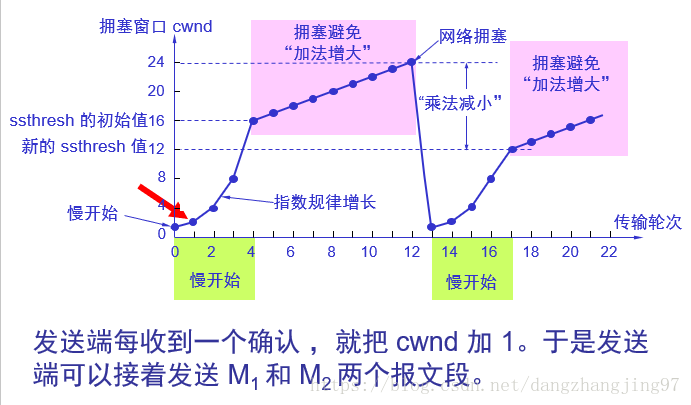 拥塞窗口 cwnd
拥塞避免
“加法增大”
网络拥塞
拥塞避免
“加法增大”
24
20
“乘法减小”
ssthresh 的初始值 16
新的 ssthresh 值 12
8
指数规律增长
4
慢开始
传输轮次
0
0 2 4 6 8 10 12 14 16 18 20 22
慢开始
慢开始
发送端每收到一个确认 ，就把 cwnd 加 1。于是发送
端可以接着发送 M1 和 M2 两个报文段。
https://blog.csdn.net/dangzhangjing97